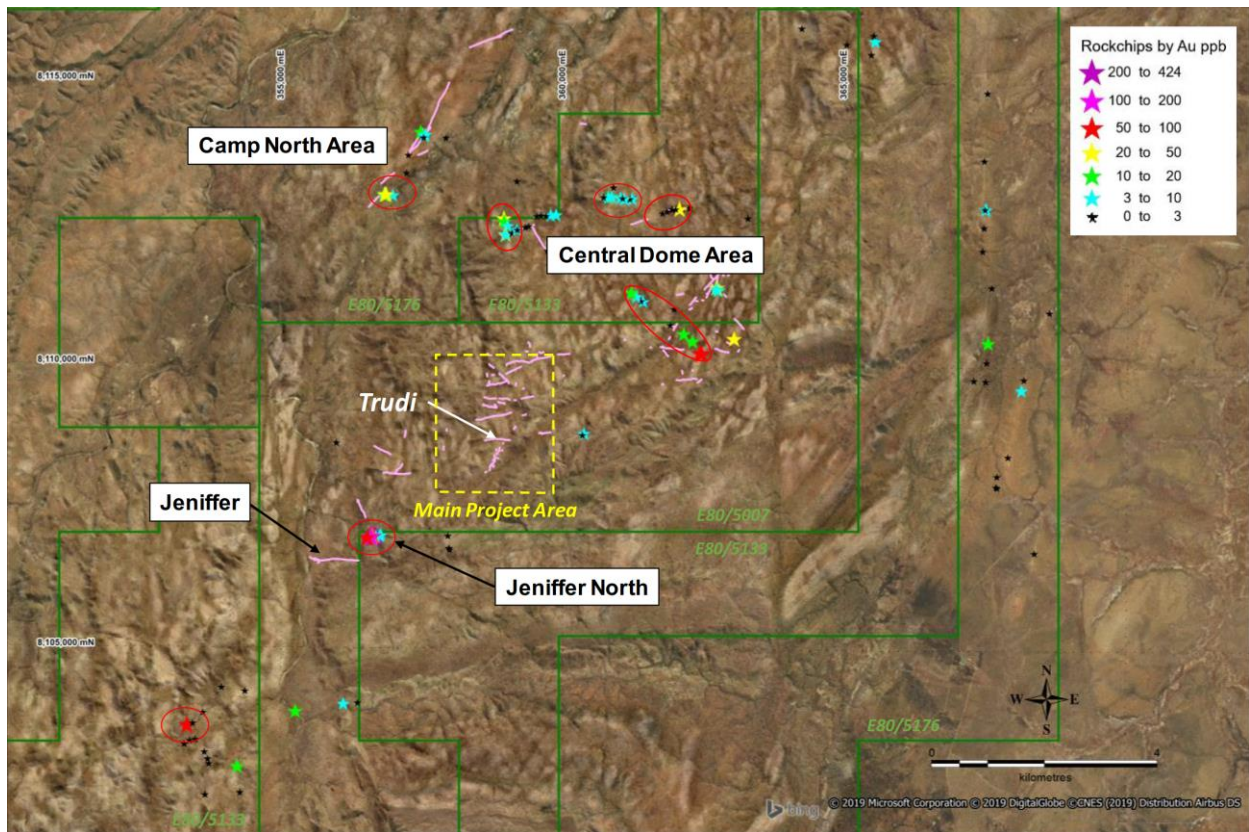 355,000 mE
360,000 mE
365,000 mE
8,115,000 mN
Rockchips by Au ppb
200 to 424
100 to 200
50 to 100
20 to 50
10 to 20
3 to 10
0 to 3
Camp North Area
Central Dome Area
E80/5176
E80/5133
8,110,000 mN
Trudi
Jeniffer
Main Project Area
E80/5007
E80/5133
Jeniffer North
8,105,000 mN
N
W E
S
E80/5176
0 4
kilometres
bing
© 2019 Microsoft Corporation © 2019 DigitalGlobe ©CNES (2019) Distribution Airbus DS
E80/5133